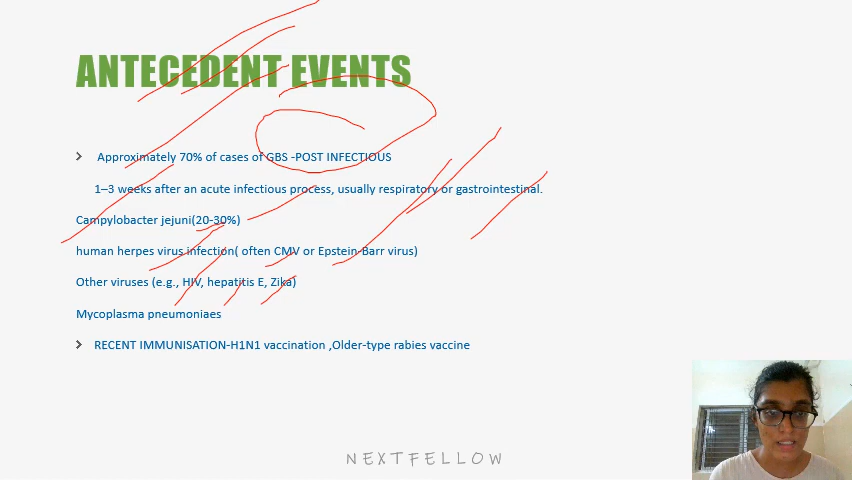 ANTECEDENT EVENTS
Approximately 70% of cases of GBS -POST INFECTIOUS
1–3 weeks after an acute infectious process, usually respiratory or gastrointestinal.
Campylobacter jejuni(20-30%)
human herpes virus infection( often CMV or Epstein-Barr virus)
Other viruses (e.g., HIV, hepatitis E, Zika)
Mycoplasma pneumoniaes
RECENT IMMUNISATION-H1N1 vaccination ,Older-type rabies vaccine
NEXTFELLOW